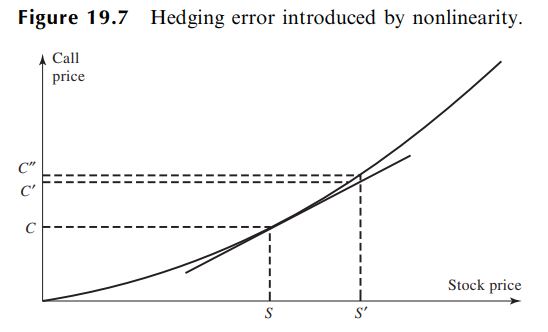 Figure 19.7 Hedging error introduced by nonlinearity.
Call
price
C″
C′
C
Stock price
S
S′